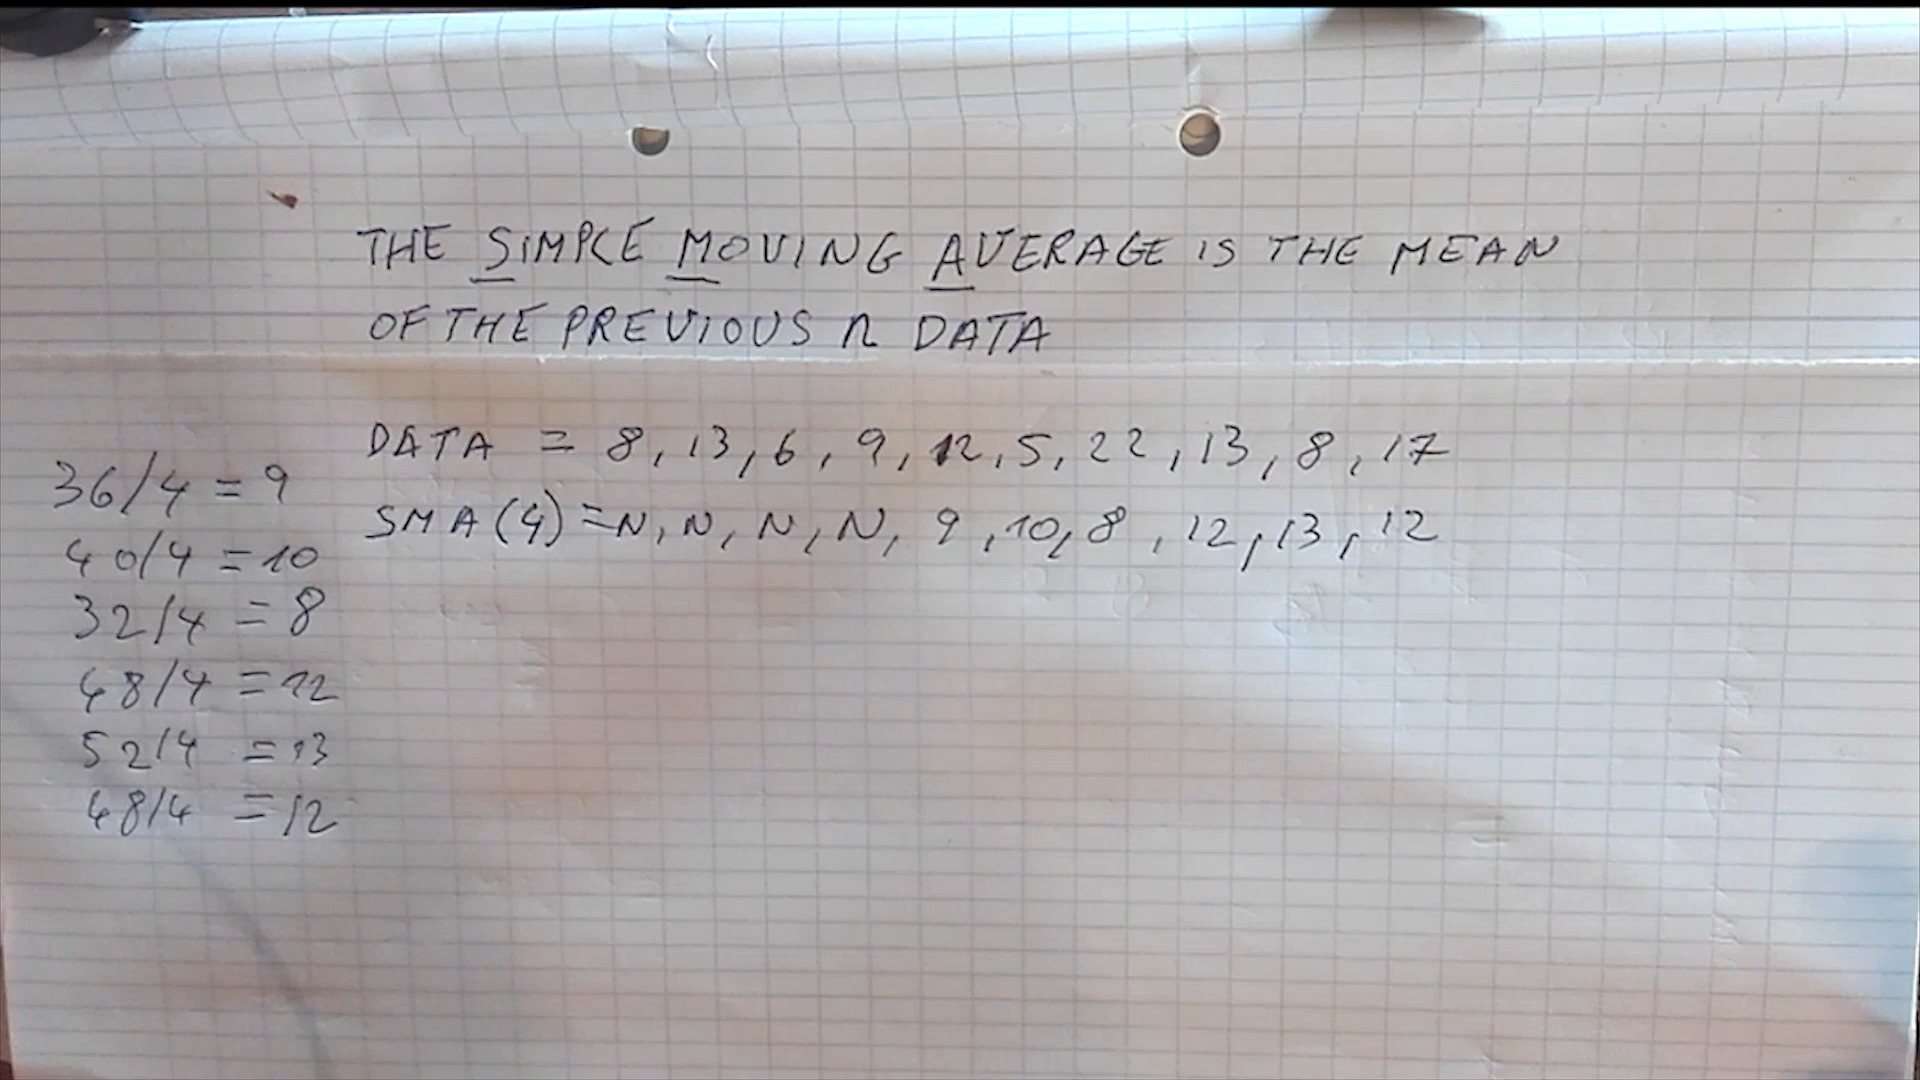 THE SIMPLE MOVING AVERAGE IS THE MEAN
OF THE PREVIOUS n DATA
DATA = 8, 13, 6, 9, 12, 5, 22, 13, 8, 17
SMA(4) = N, N, N, N, 9, 10, 8, 12, 13, 12
36/4 = 9
40/4 = 10
32/4 = 8
48/4 = 12
52/4 = 13
48/4 = 12